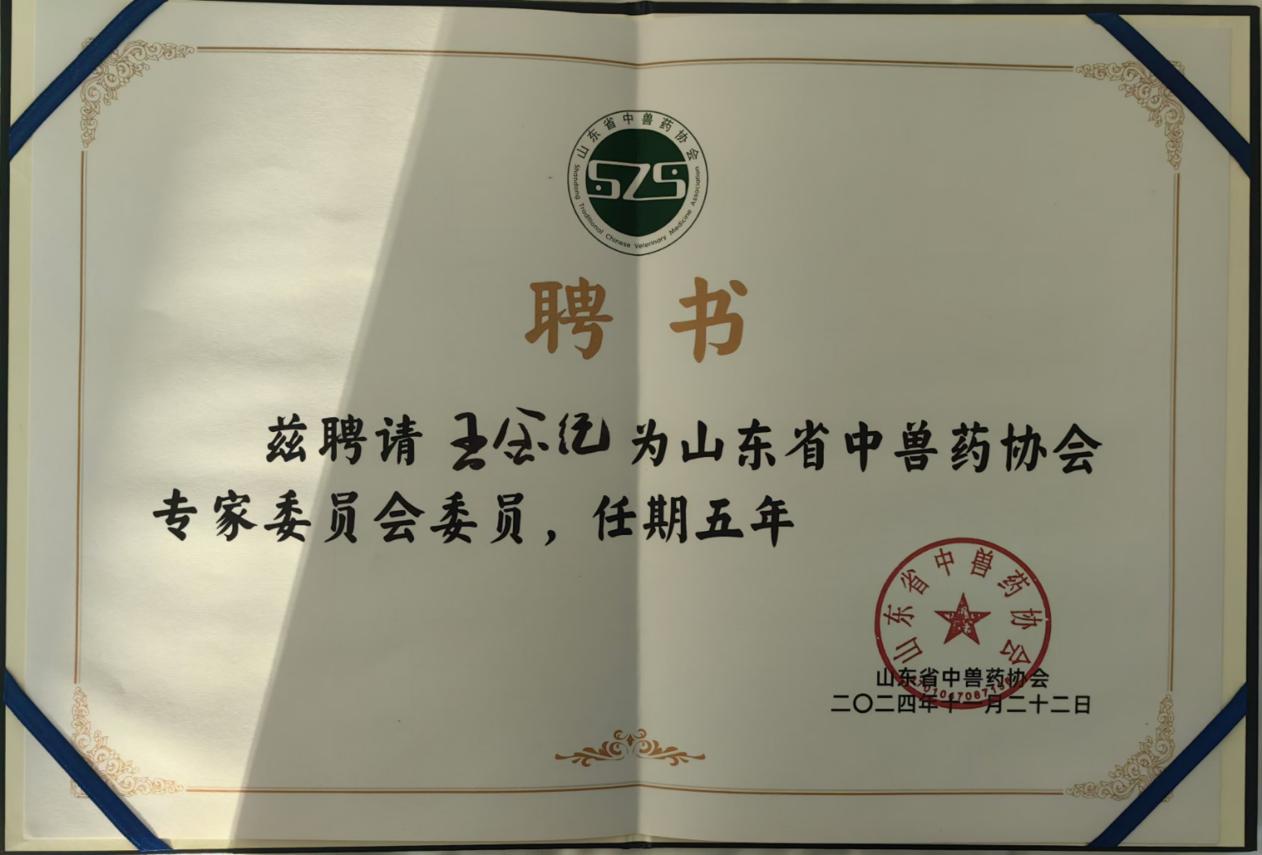 山东省中兽药协会
SZS
Shandong Traditional Chinese Veterinary Medicine Association
聘 书
兹聘请 王金纪 为山东省中兽药协会
专家委员会委员，任期五年
山东省中兽药协会
山东省中兽药协会
二〇二四年十一月二十二日